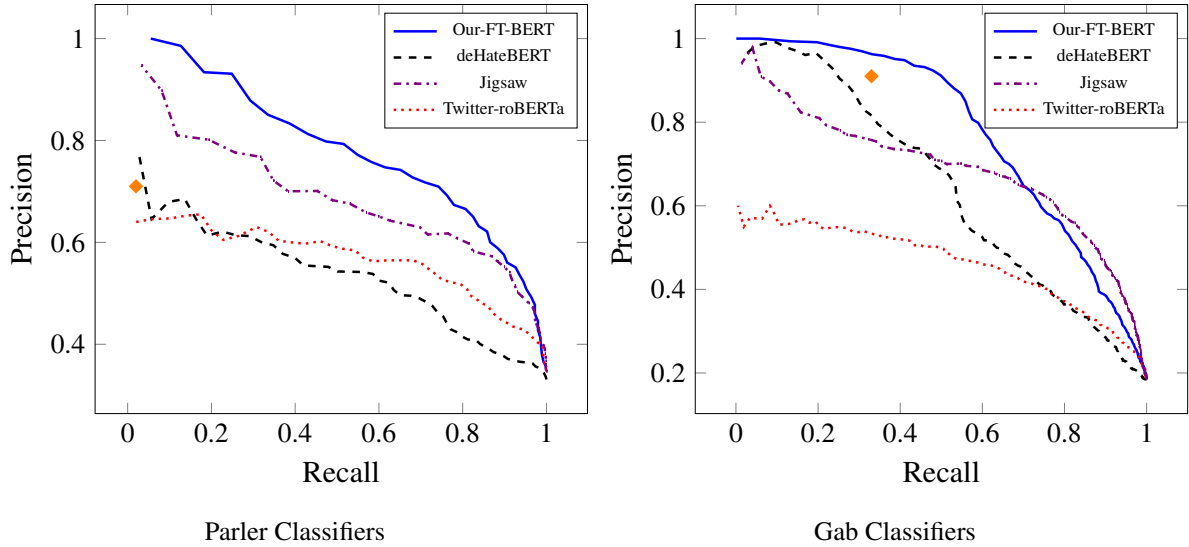 1
0.8
0.6
0.4
0
0.2
0.4
0.6
0.8
1
Precision
Recall
Our-FT-BERT
deHateBERT
Jigsaw
Twitter-roBERTa
Parler Classifiers
1
0.8
0.6
0.4
0.2
0
0.2
0.4
0.6
0.8
1
Precision
Recall
Our-FT-BERT
deHateBERT
Jigsaw
Twitter-roBERTa
Gab Classifiers